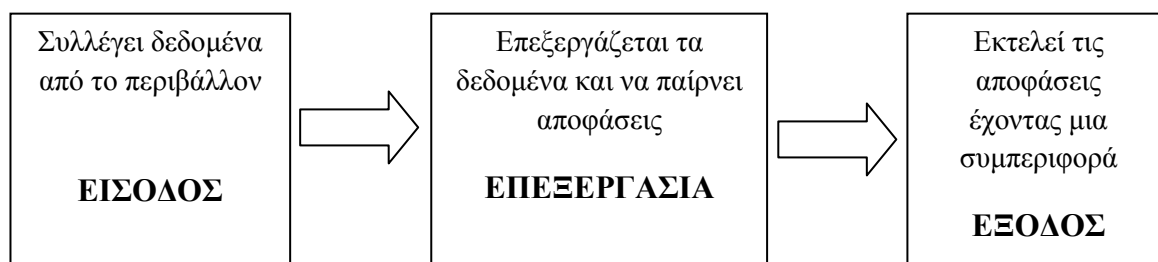 Συλλέγει δεδομένα
από το περιβάλλον
ΕΙΣΟΔΟΣ
Επεξεργάζεται τα
δεδομένα και να παίρνει
αποφάσεις
ΕΠΕΞΕΡΓΑΣΙΑ
Εκτελεί τις
αποφάσεις
έχοντας μια
συμπεριφορά
ΕΞΟΔΟΣ